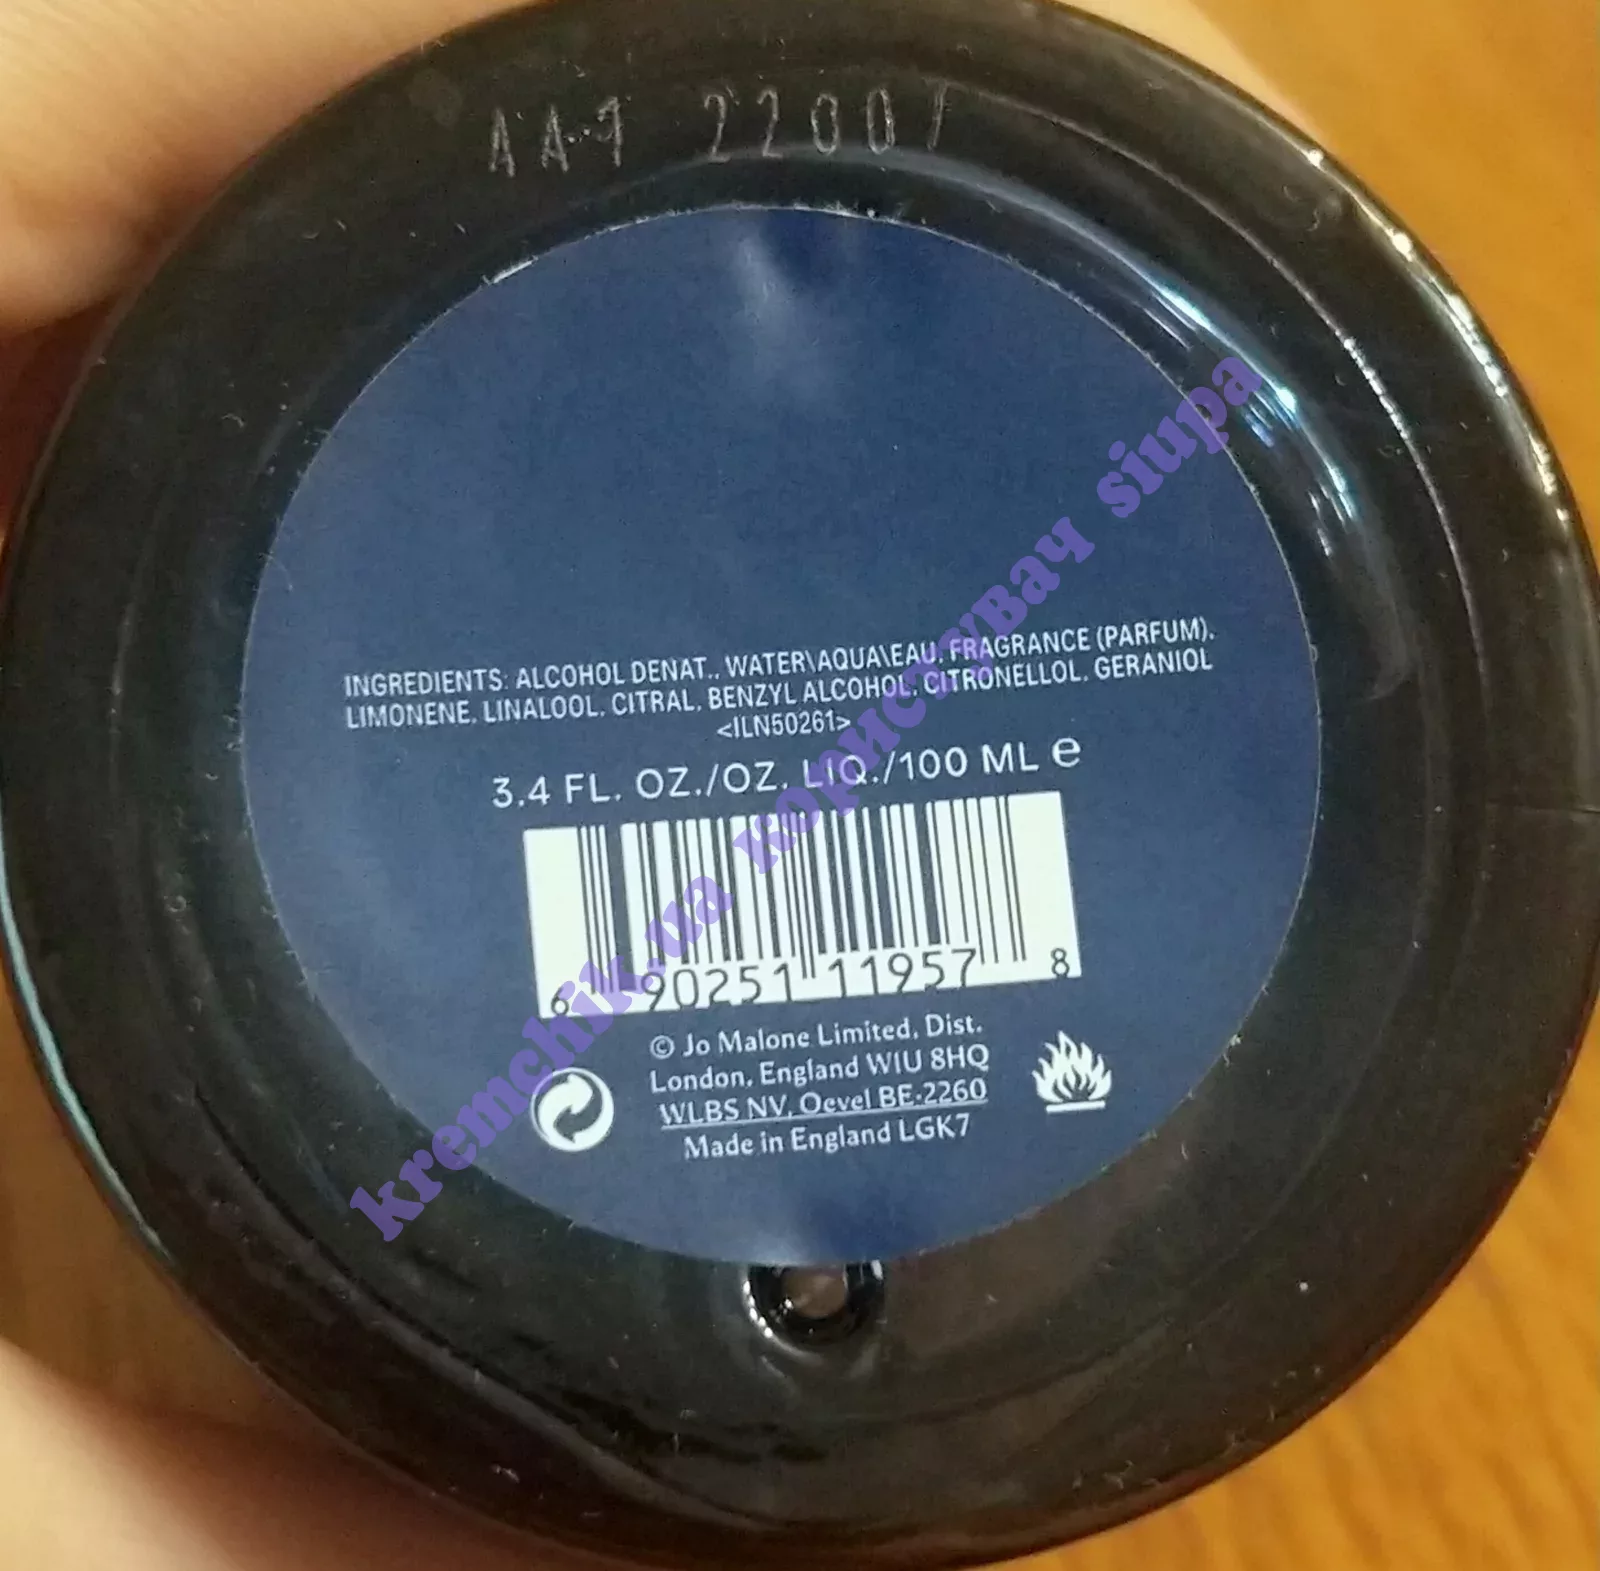 AA1 22007
INGREDIENTS: ALCOHOL DENAT., WATER\AQUA\EAU, FRAGRANCE (PARFUM),
LIMONENE, LINALOOL, CITRAL, BENZYL ALCOHOL, CITRONELLOL, GERANIOL
<ILN50261>
3.4 FL. OZ./OZ. LIQ./100 ML e
6 90251 11957 8
© Jo Malone Limited, Dist.
London, England W1U 8HQ
WLBS NV, Oevel BE-2260
Made in England LGK7
kremchik.ua користувач siupa